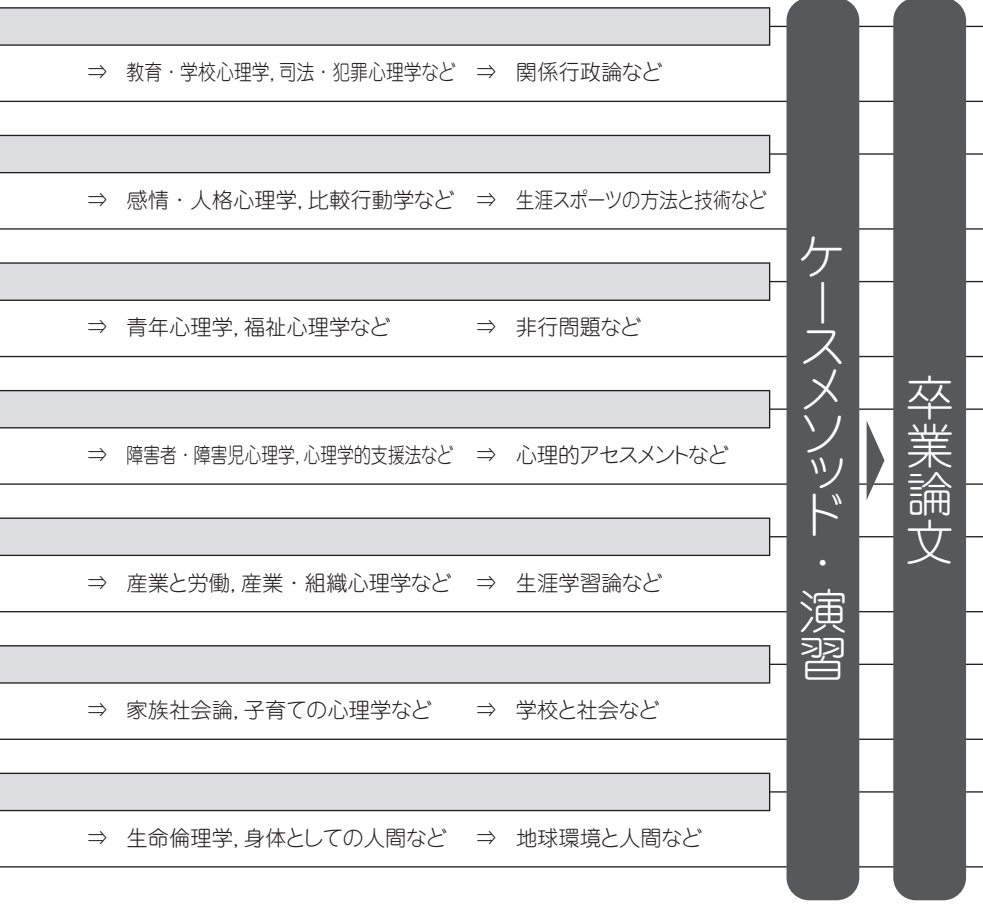 ⇒ 教育・学校心理学, 司法・犯罪心理学など ⇒ 関係行政論など
⇒ 感情・人格心理学, 比較行動学など ⇒ 生涯スポーツの方法と技術など
⇒ 青年心理学, 福祉心理学など ⇒ 非行問題など
⇒ 障害者・障害児心理学, 心理学的支援法など ⇒ 心理的アセスメントなど
⇒ 産業と労働, 産業・組織心理学など ⇒ 生涯学習論など
⇒ 家族社会論, 子育ての心理学など ⇒ 学校と社会など
⇒ 生命倫理学, 身体としての人間など ⇒ 地球環境と人間など
ケースメソッド・演習
卒業論文